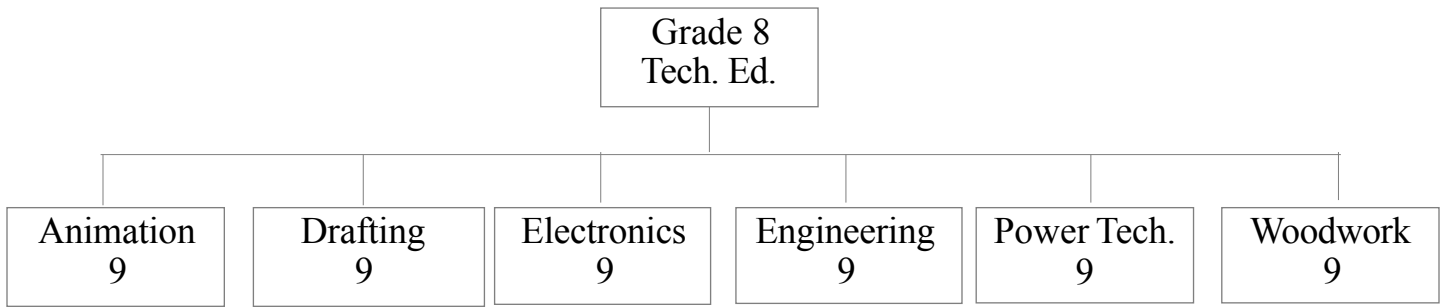 Grade 8
Tech. Ed.
Animation
9
Drafting
9
Electronics
9
Engineering
9
Power Tech.
9
Woodwork
9